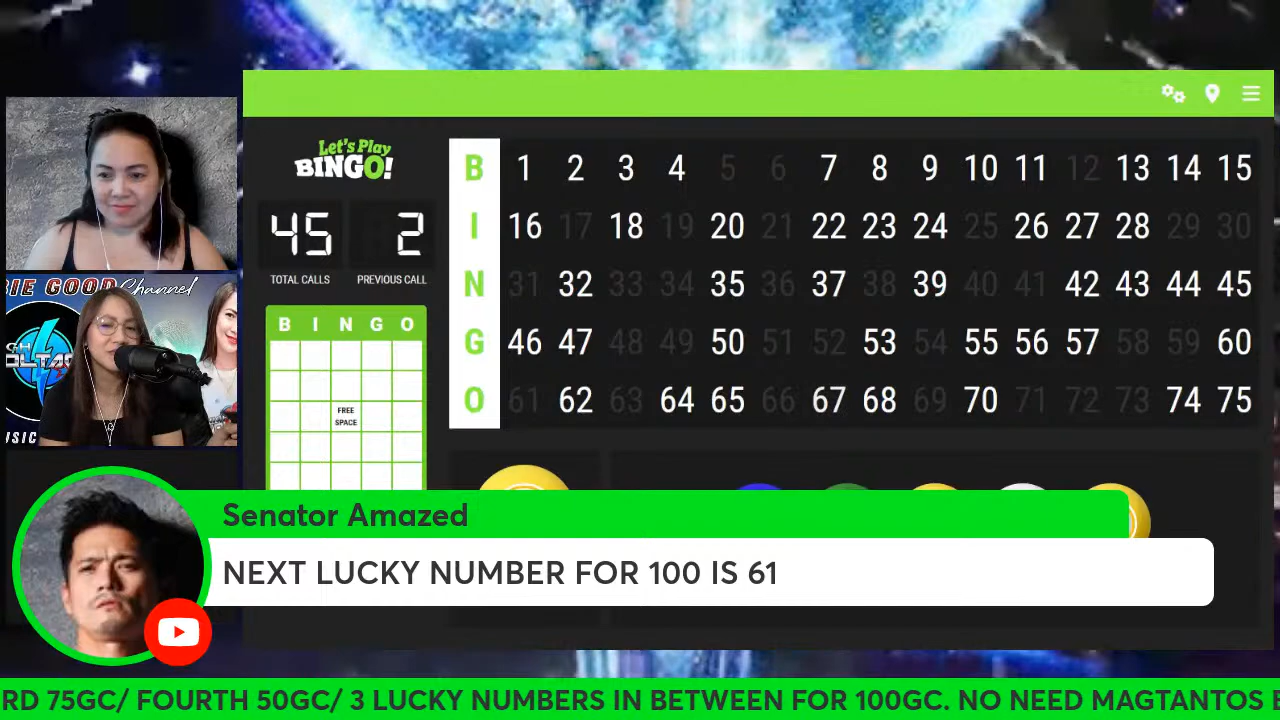 Let's Play
BINGO!
45 2
TOTAL CALLS PREVIOUS CALL
B I N G O
FREE
SPACE
B 1 2 3 4 5 6 7 8 9 10 11 12 13 14 15
I 16 17 18 19 20 21 22 23 24 25 26 27 28 29 30
N 31 32 33 34 35 36 37 38 39 40 41 42 43 44 45
G 46 47 48 49 50 51 52 53 54 55 56 57 58 59 60
O 61 62 63 64 65 66 67 68 69 70 71 72 73 74 75
GOOD Channel
Senator Amazed
NEXT LUCKY NUMBER FOR 100 IS 61
RD 75GC/ FOURTH 50GC/ 3 LUCKY NUMBERS IN BETWEEN FOR 100GC. NO NEED MAGTANTOS